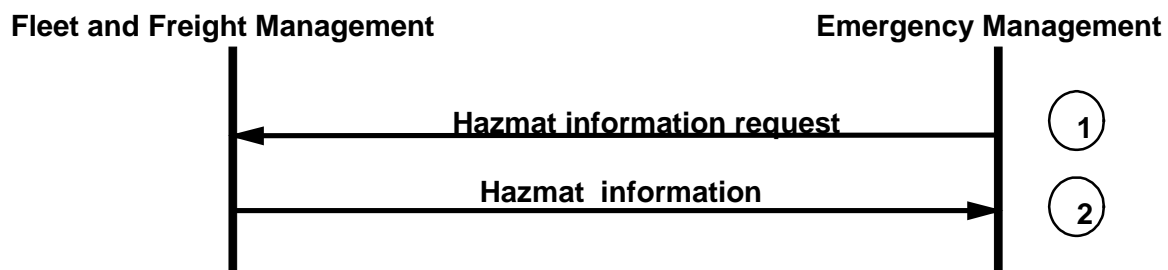 Fleet and Freight Management
Emergency Management
Hazmat information request
1
Hazmat information
2